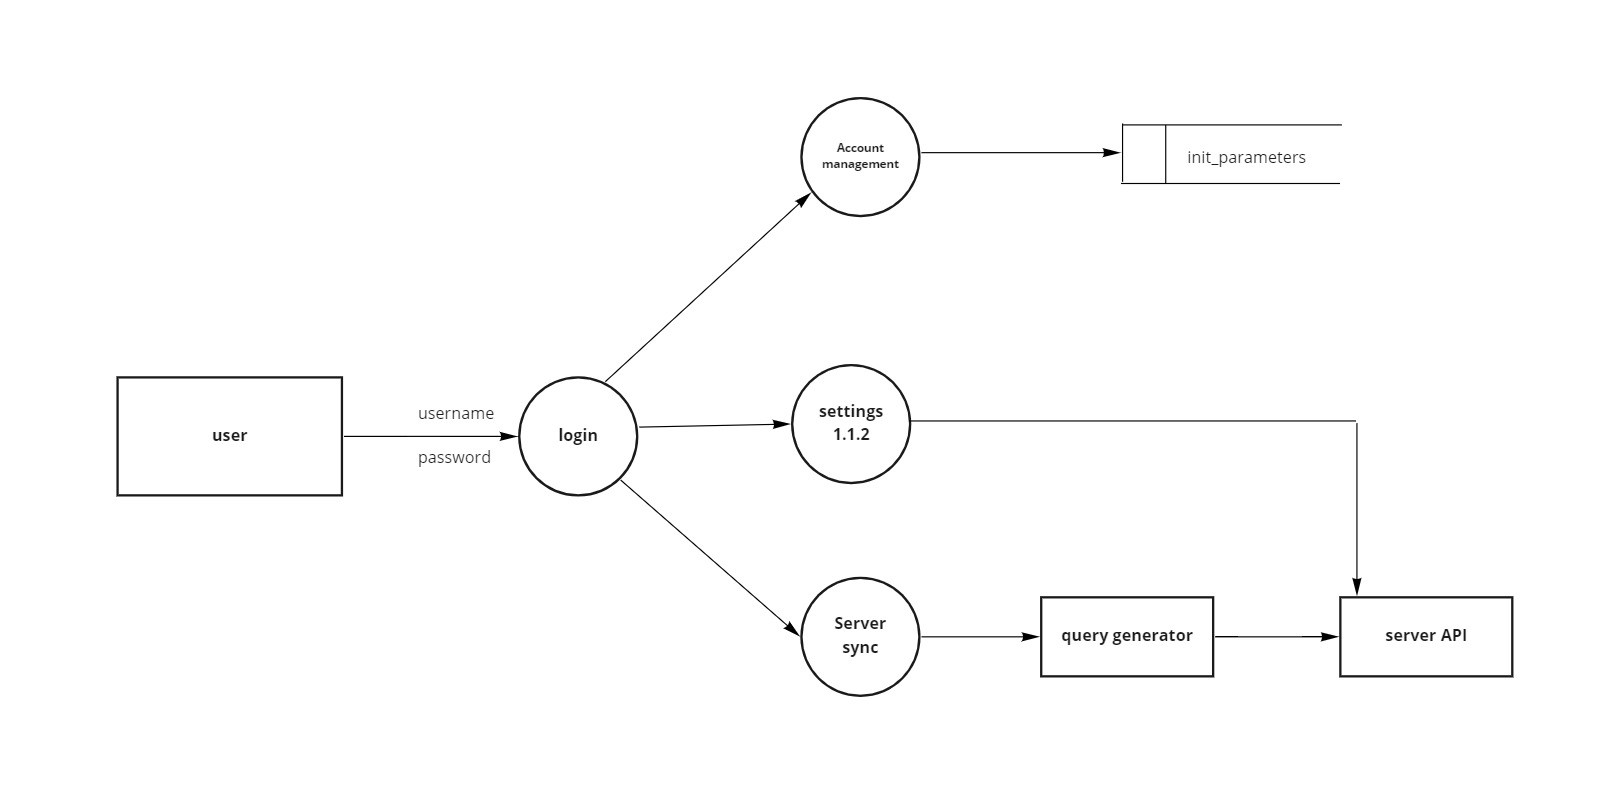 Account
management
init_parameters
username
user
login
password
settings
1.1.2
Server
sync
query generator
server API